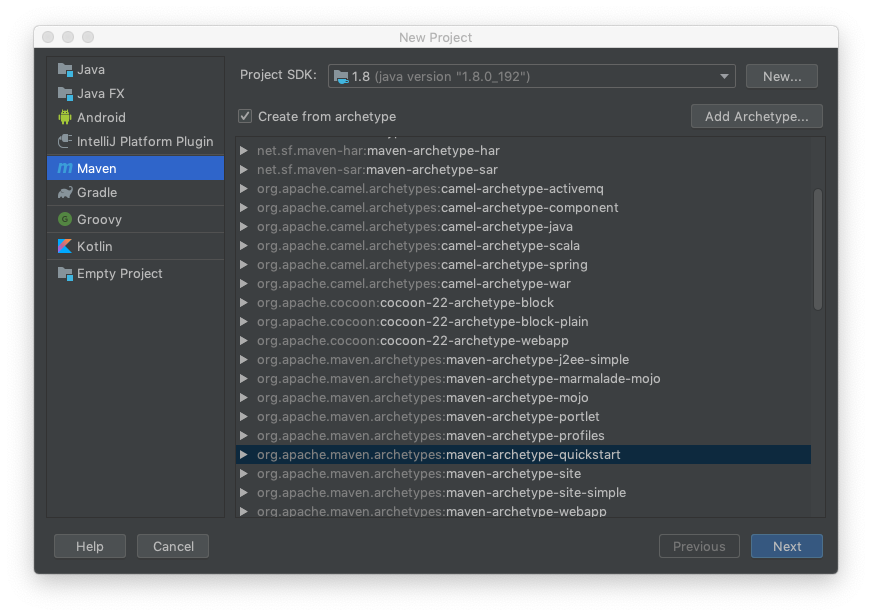 New Project
Java
Java FX
Android
IntelliJ Platform Plugin
Maven
Gradle
Groovy
Kotlin
Empty Project
Project SDK: 1.8 (java version "1.8.0_192") New...
Create from archetype Add Archetype...
net.sf.maven-har:maven-archetype-har
net.sf.maven-sar:maven-archetype-sar
org.apache.camel.archetypes:camel-archetype-activemq
org.apache.camel.archetypes:camel-archetype-component
org.apache.camel.archetypes:camel-archetype-java
org.apache.camel.archetypes:camel-archetype-scala
org.apache.camel.archetypes:camel-archetype-spring
org.apache.camel.archetypes:camel-archetype-war
org.apache.cocoon:cocoon-22-archetype-block
org.apache.cocoon:cocoon-22-archetype-block-plain
org.apache.cocoon:cocoon-22-archetype-webapp
org.apache.maven.archetypes:maven-archetype-j2ee-simple
org.apache.maven.archetypes:maven-archetype-marmalade-mojo
org.apache.maven.archetypes:maven-archetype-mojo
org.apache.maven.archetypes:maven-archetype-portlet
org.apache.maven.archetypes:maven-archetype-profiles
org.apache.maven.archetypes:maven-archetype-quickstart
org.apache.maven.archetypes:maven-archetype-site
org.apache.maven.archetypes:maven-archetype-site-simple
org.apache.maven.archetypes:maven-archetype-webapp
Help Cancel Previous Next